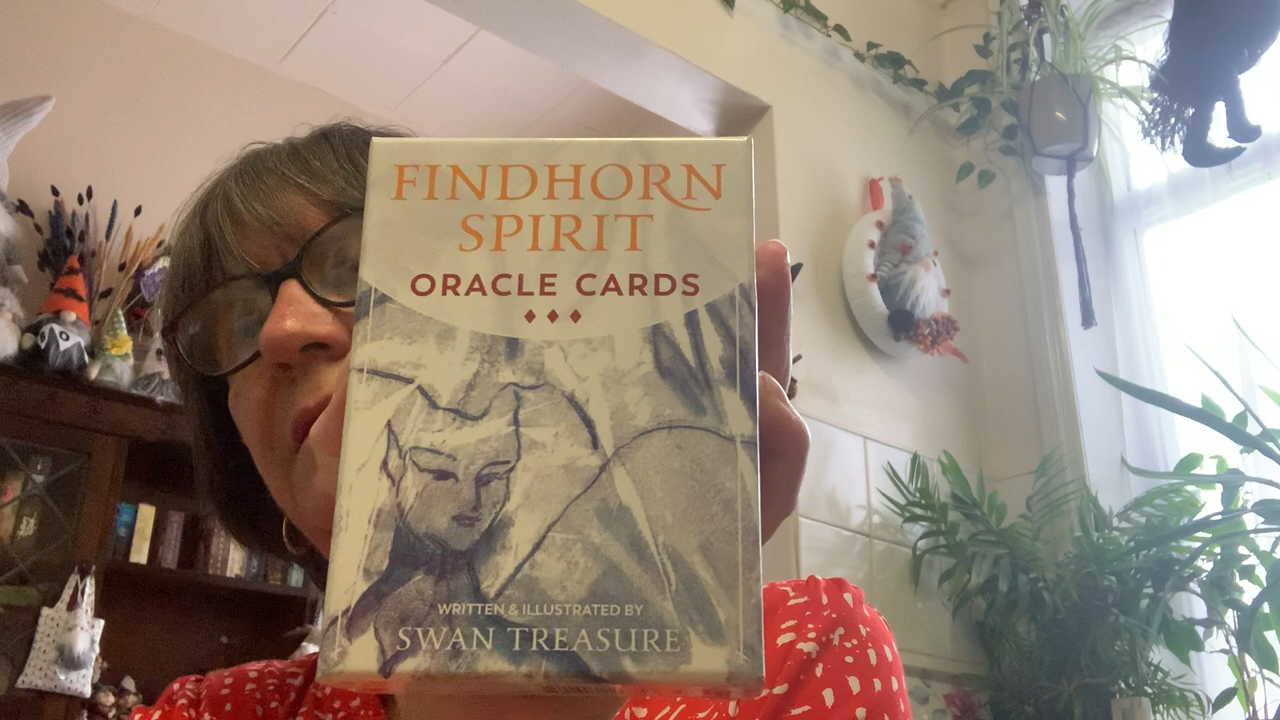 FINDHORN
SPIRIT
ORACLE CARDS
WRITTEN & ILLUSTRATED BY
SWAN TREASURE